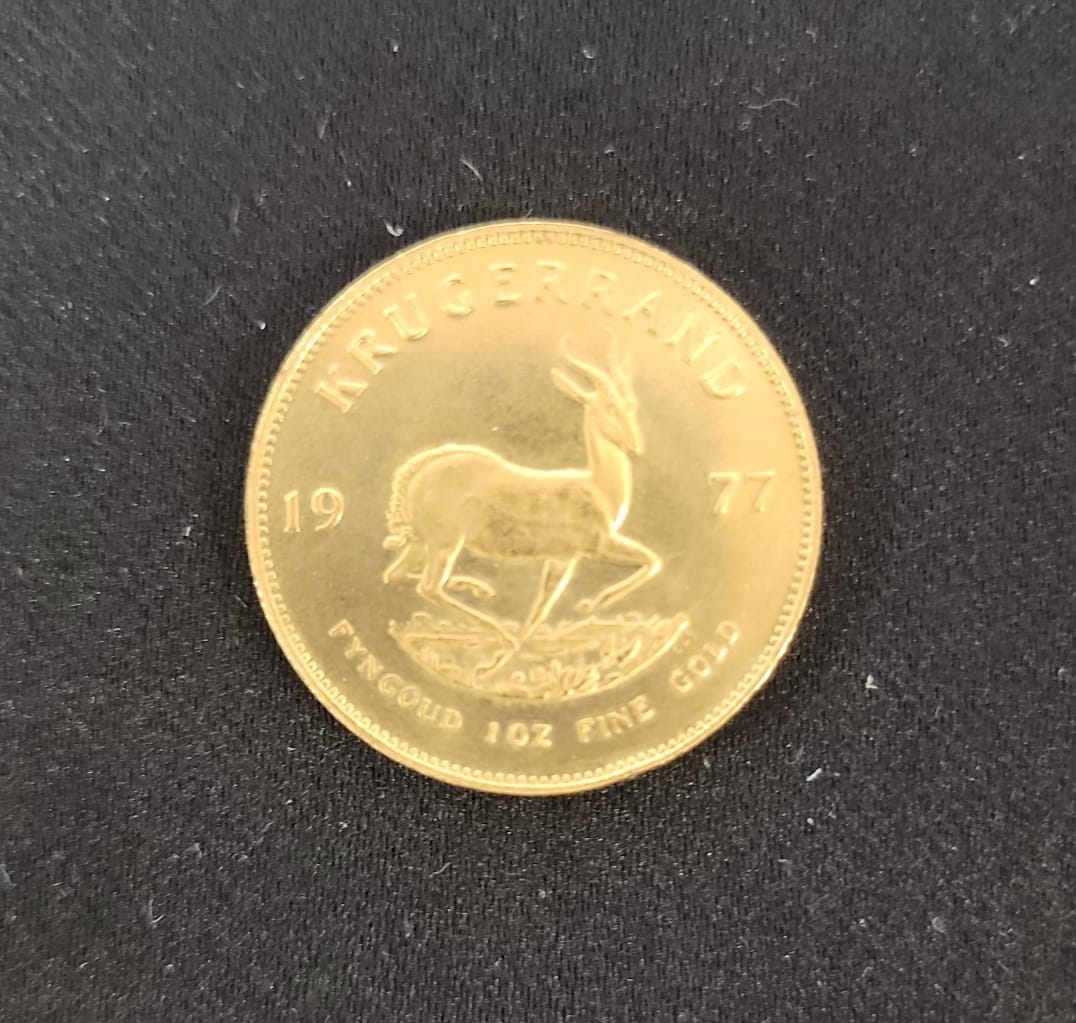 KRUGERRAND
19 77
FYNGOUD 1OZ FINE GOLD